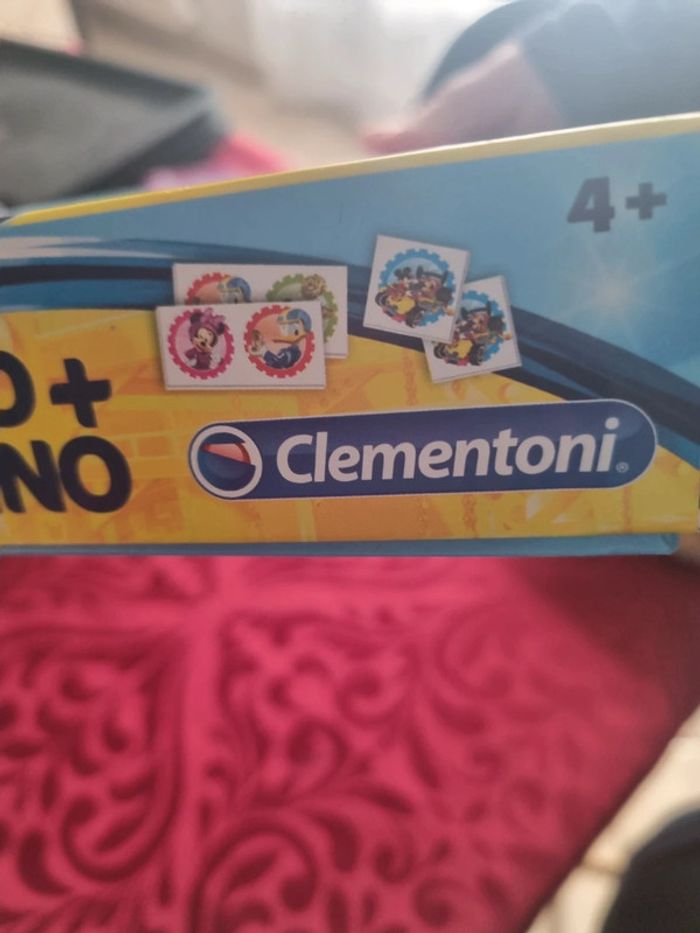 4+
O+
NO
Clementoni®